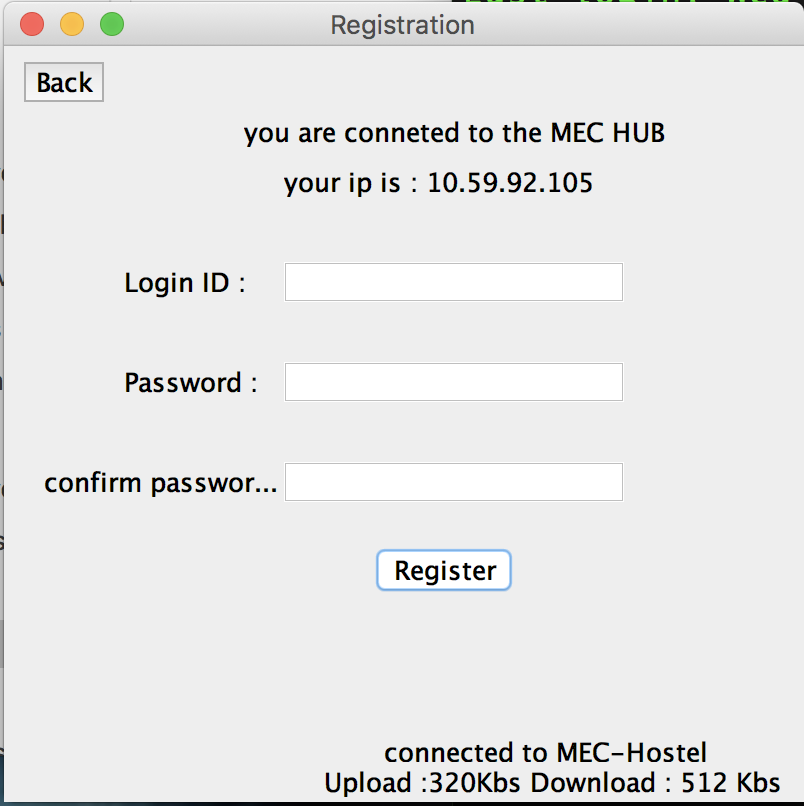 Registration
Back
you are conneted to the MEC HUB
your ip is : 10.59.92.105
Login ID :
Password :
confirm passwor...
Register
connected to MEC-Hostel
Upload :320Kbs Download : 512 Kbs